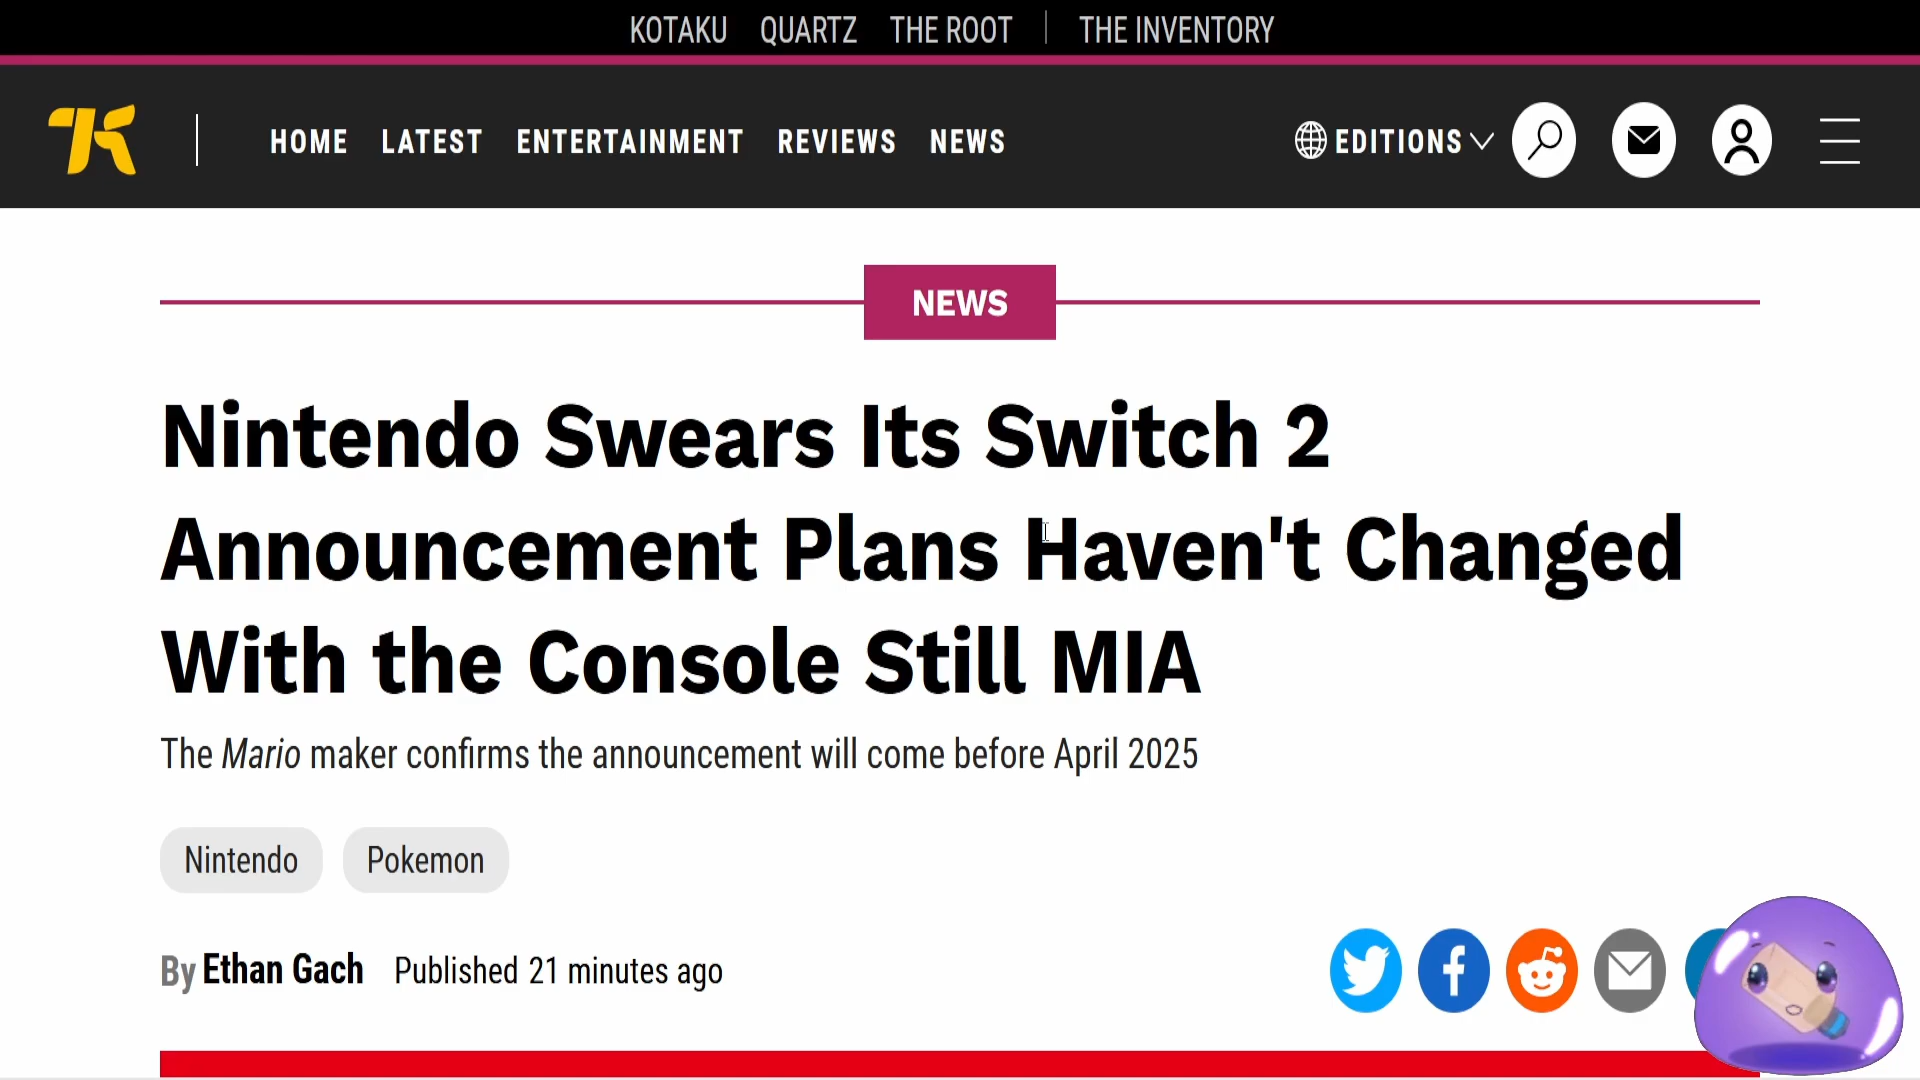 KOTAKU QUARTZ THE ROOT THE INVENTORY
HOME LATEST ENTERTAINMENT REVIEWS NEWS EDITIONS
NEWS
Nintendo Swears Its Switch 2
Announcement Plans Haven't Changed
With the Console Still MIA
The Mario maker confirms the announcement will come before April 2025
Nintendo Pokemon
By Ethan Gach Published 21 minutes ago